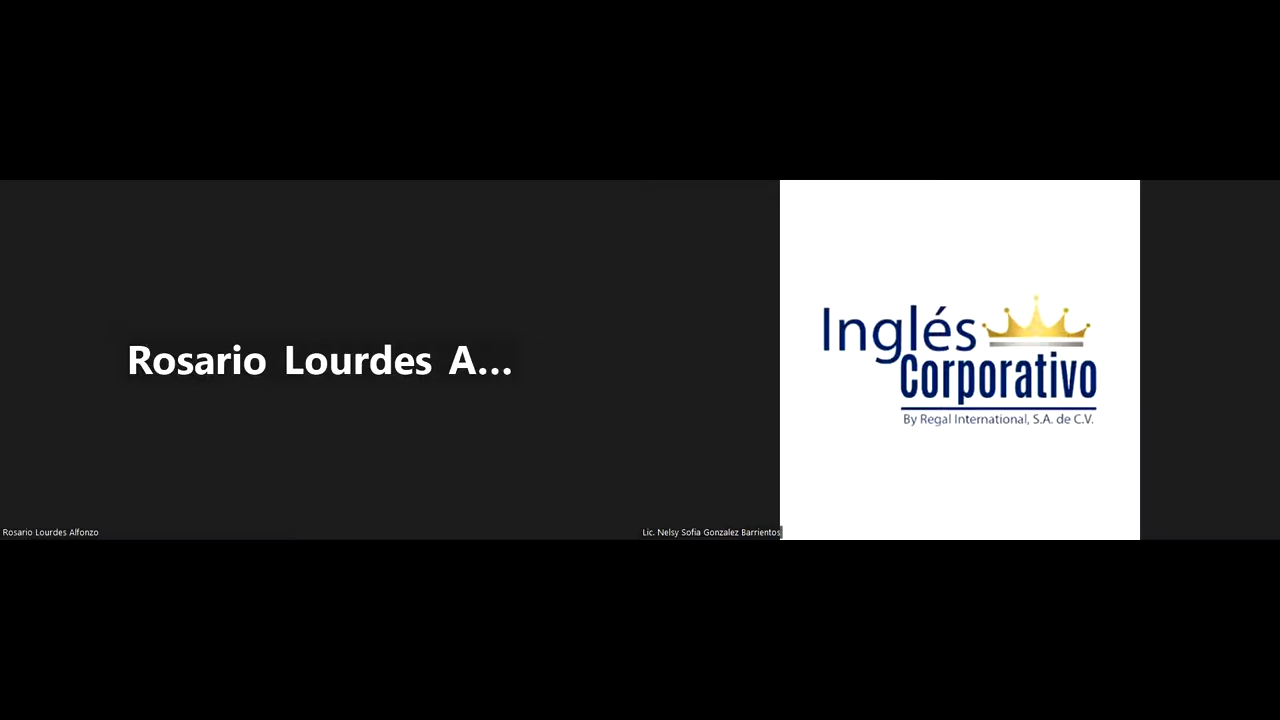 Rosario Lourdes A...
Inglés
Corporativo
By Regal International, S.A. de C.V.
Rosario Lourdes Alfonzo
Lic. Nelsy Sofia Gonzalez Barrientos